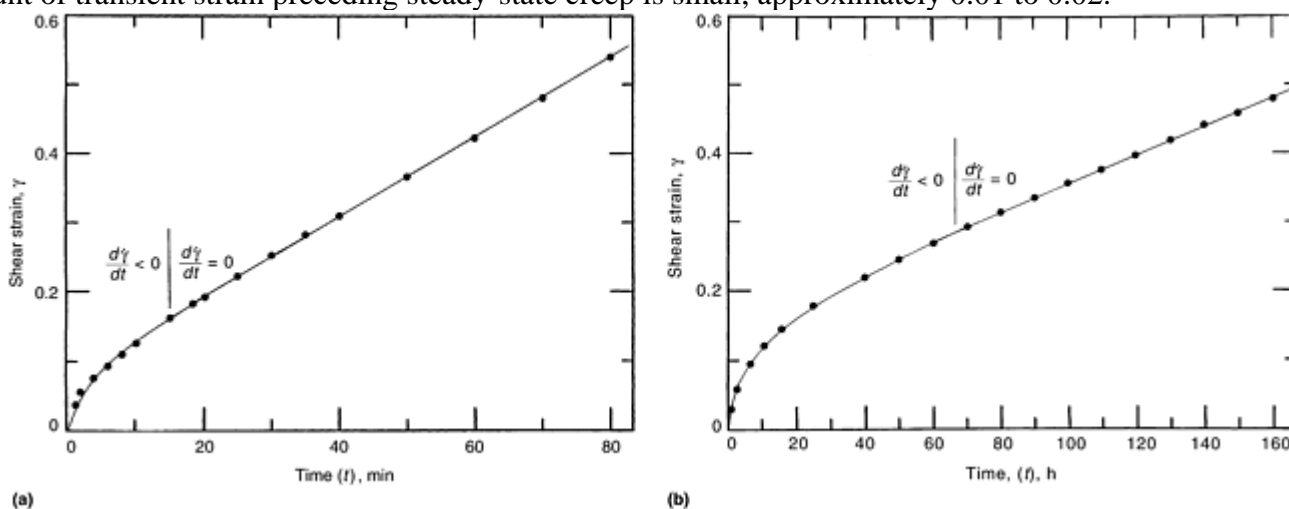 of transient strain preceding steady-state creep is small, approximately 0.01 to 0.02.
0.6
0.4
0.2
0
Shear strain, γ
dγ̇/dt < 0 | dγ̇/dt = 0
0 20 40 60 80
Time (t), min
(a)
0.6
0.4
0.2
0
Shear strain, γ
dγ̇/dt < 0 | dγ̇/dt = 0
0 20 40 60 80 100 120 140 160
Time, (t), h
(b)